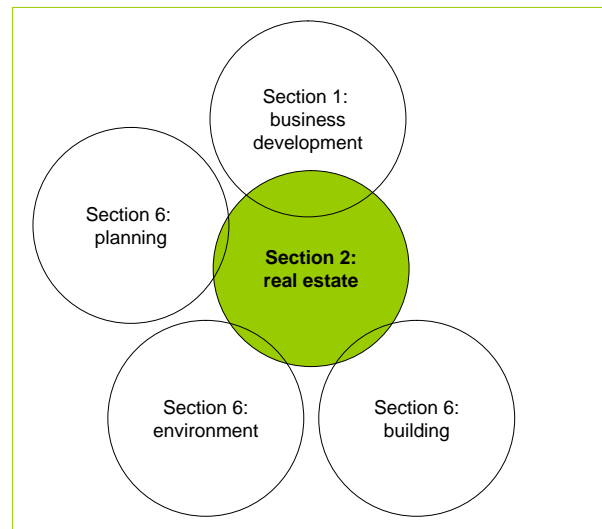 Section 1:
business
development
Section 6:
planning
Section 2:
real estate
Section 6:
environment
Section 6:
building